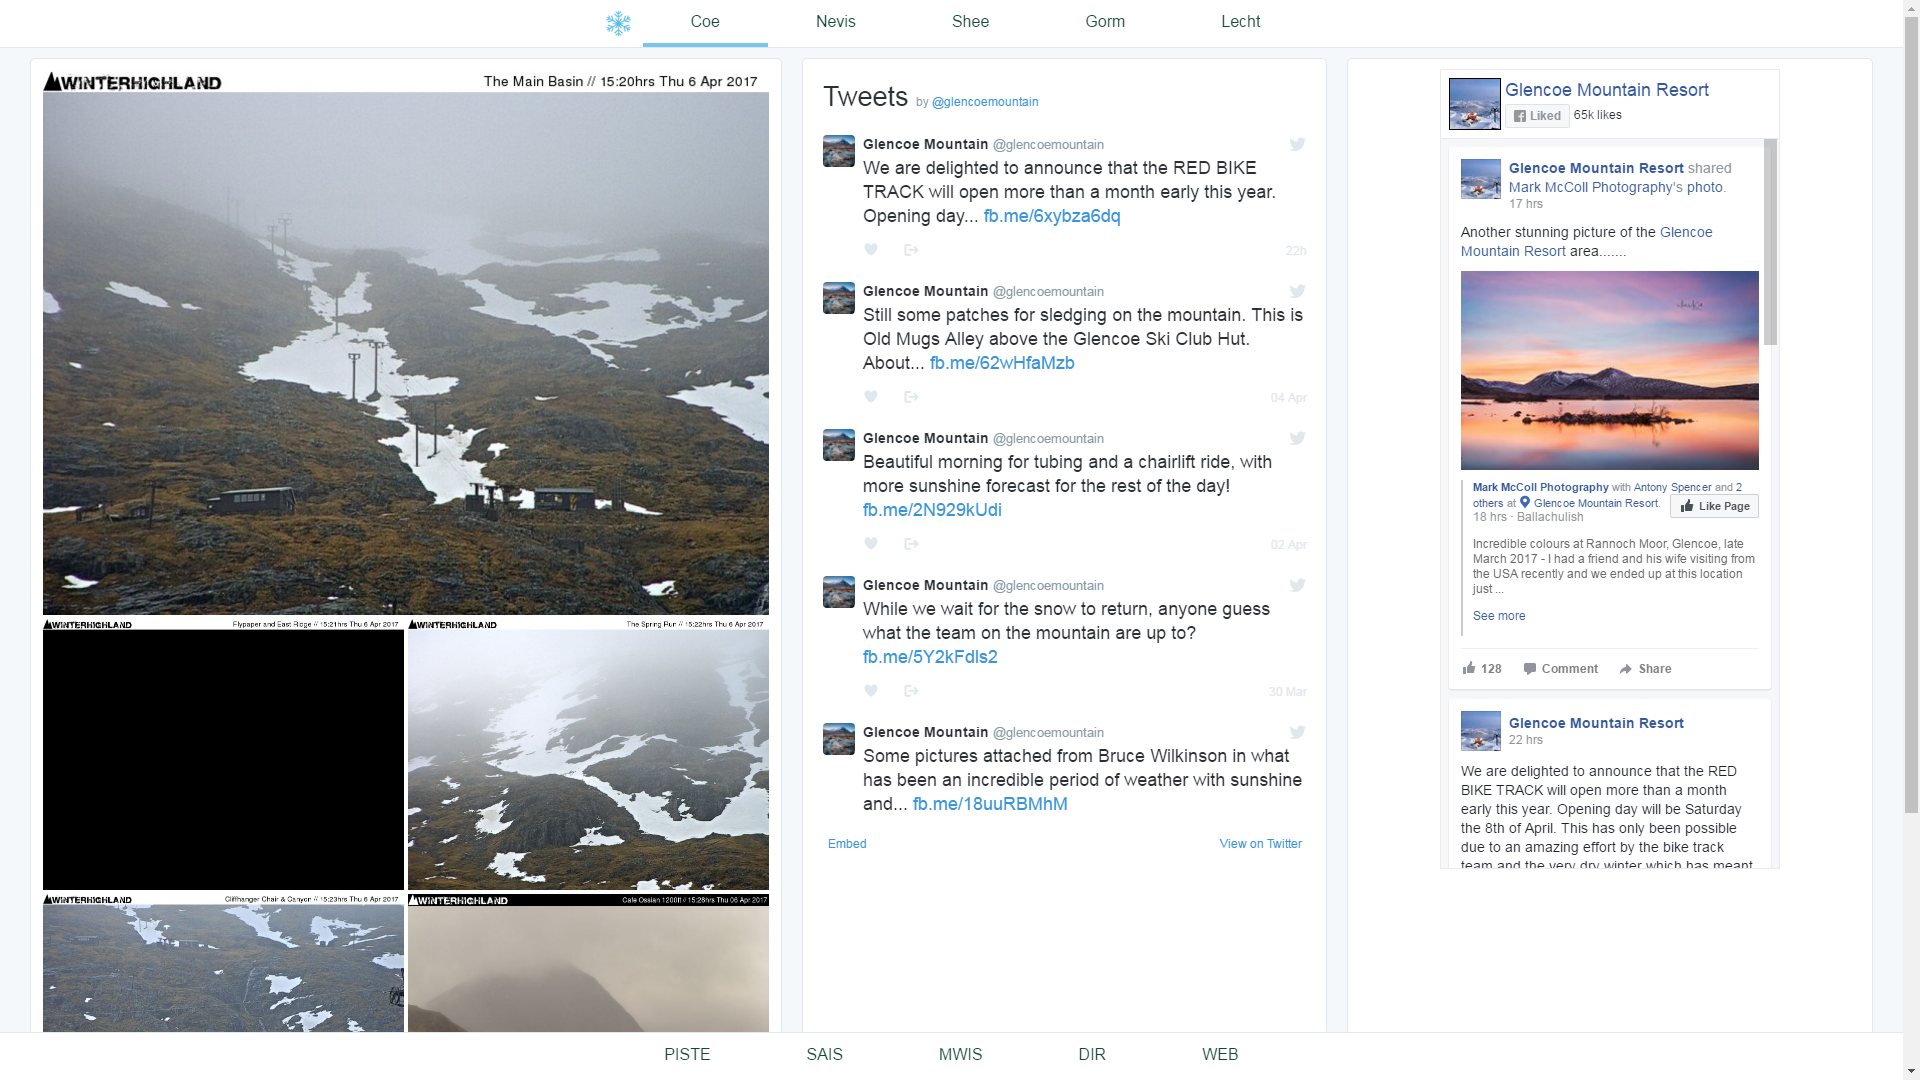 Coe Nevis Shee Gorm Lecht
WINTERHIGHLAND
The Main Basin // 15:20hrs Thu 6 Apr 2017
WINTERHIGHLAND
Flypaper and East Ridge // 15:21hrs Thu 6 Apr 2017
WINTERHIGHLAND
The Spring Run // 15:22hrs Thu 6 Apr 2017
WINTERHIGHLAND
Cliffhanger Chair & Canyon // 15:23hrs Thu 6 Apr 2017
WINTERHIGHLAND
Cafe Ossian 1200ft // 15:28hrs Thu 06 Apr 2017
Tweets by @glencoemountain
Glencoe Mountain @glencoemountain
We are delighted to announce that the RED BIKE
TRACK will open more than a month early this year.
Opening day... fb.me/6xybza6dq
22h
Glencoe Mountain @glencoemountain
Still some patches for sledging on the mountain. This is
Old Mugs Alley above the Glencoe Ski Club Hut.
About... fb.me/62wHfaMzb
04 Apr
Glencoe Mountain @glencoemountain
Beautiful morning for tubing and a chairlift ride, with
more sunshine forecast for the rest of the day!
fb.me/2N929kUdi
02 Apr
Glencoe Mountain @glencoemountain
While we wait for the snow to return, anyone guess
what the team on the mountain are up to?
fb.me/5Y2kFdls2
30 Mar
Glencoe Mountain @glencoemountain
Some pictures attached from Bruce Wilkinson in what
has been an incredible period of weather with sunshine
and... fb.me/18uuRBMhM
Embed View on Twitter
Glencoe Mountain Resort
Liked 65k likes
Glencoe Mountain Resort shared
Mark McColl Photography's photo.
17 hrs
Another stunning picture of the Glencoe
Mountain Resort area.......
Mark McColl Photography with Antony Spencer and 2
others at Glencoe Mountain Resort.
18 hrs · Ballachulish
Like Page
Incredible colours at Rannoch Moor, Glencoe, late
March 2017 - I had a friend and his wife visiting from
the USA recently and we ended up at this location
just ...
See more
128 Comment Share
Glencoe Mountain Resort
22 hrs
We are delighted to announce that the RED
BIKE TRACK will open more than a month
early this year. Opening day will be Saturday
the 8th of April. This has only been possible
due to an amazing effort by the bike track
team and the very dry winter which has meant
PISTE SAIS MWIS DIR WEB